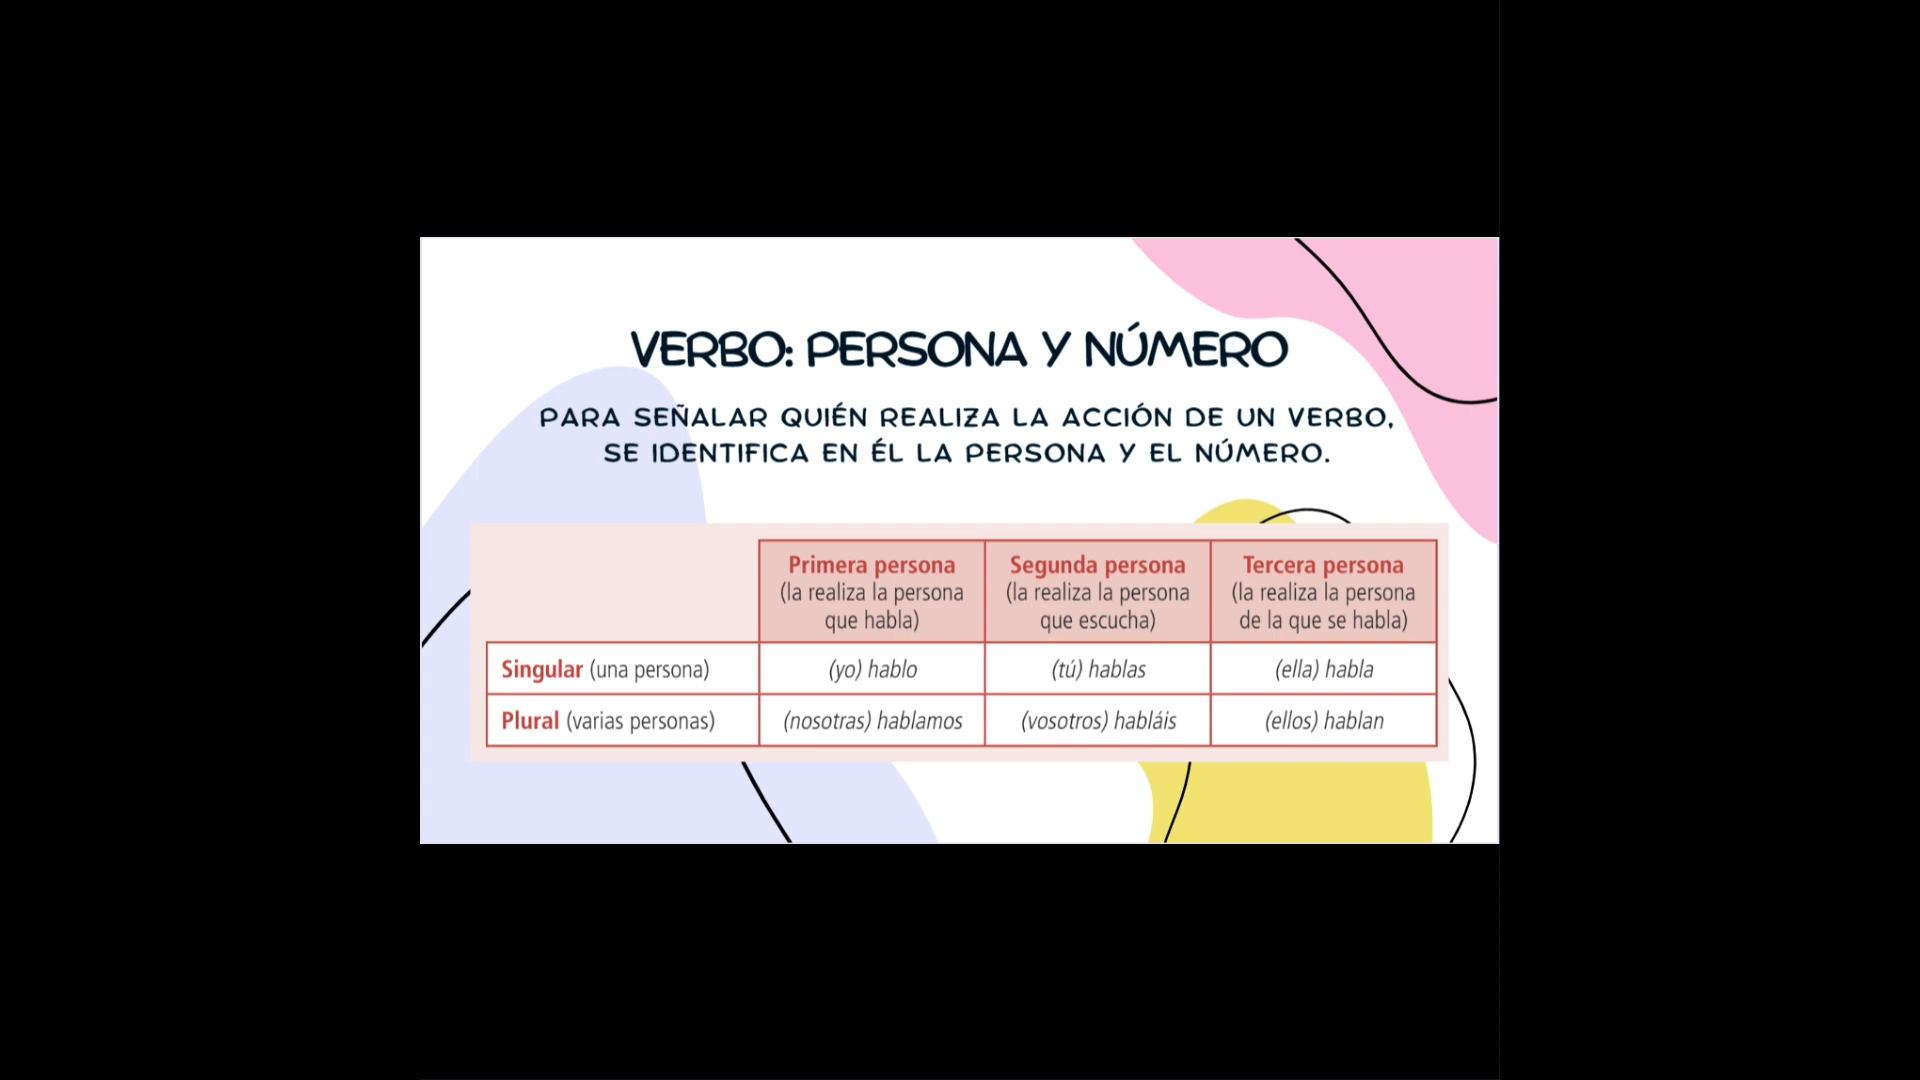 VERBO: PERSONA Y NÚMERO
PARA SEÑALAR QUIÉN REALIZA LA ACCIÓN DE UN VERBO,
SE IDENTIFICA EN ÉL LA PERSONA Y EL NÚMERO.
Primera persona
(la realiza la persona
que habla)
Segunda persona
(la realiza la persona
que escucha)
Tercera persona
(la realiza la persona
de la que se habla)
Singular (una persona)
(yo) hablo
(tú) hablas
(ella) habla
Plural (varias personas)
(nosotras) hablamos
(vosotros) habláis
(ellos) hablan